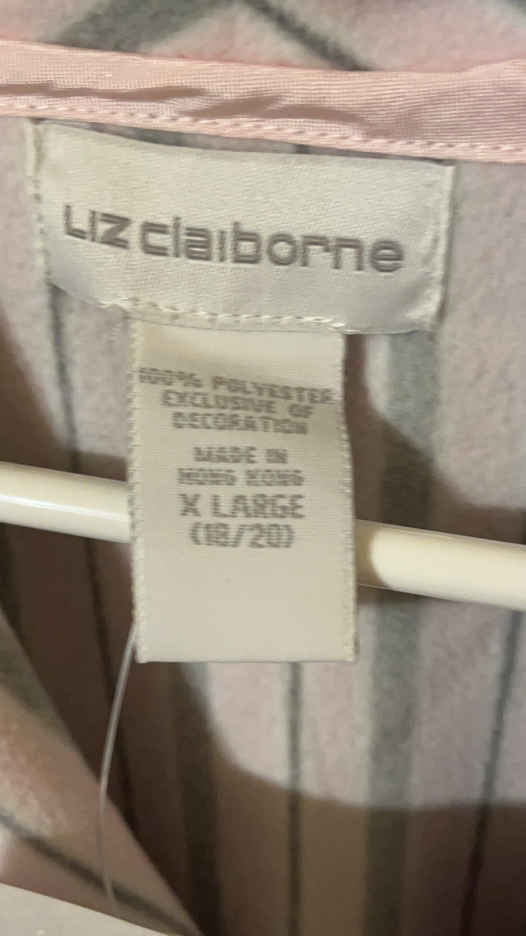 Liz claiborne
100% POLYESTER
EXCLUSIVE OF
DECORATION
MADE IN
HONG KONG
X LARGE
(18/20)